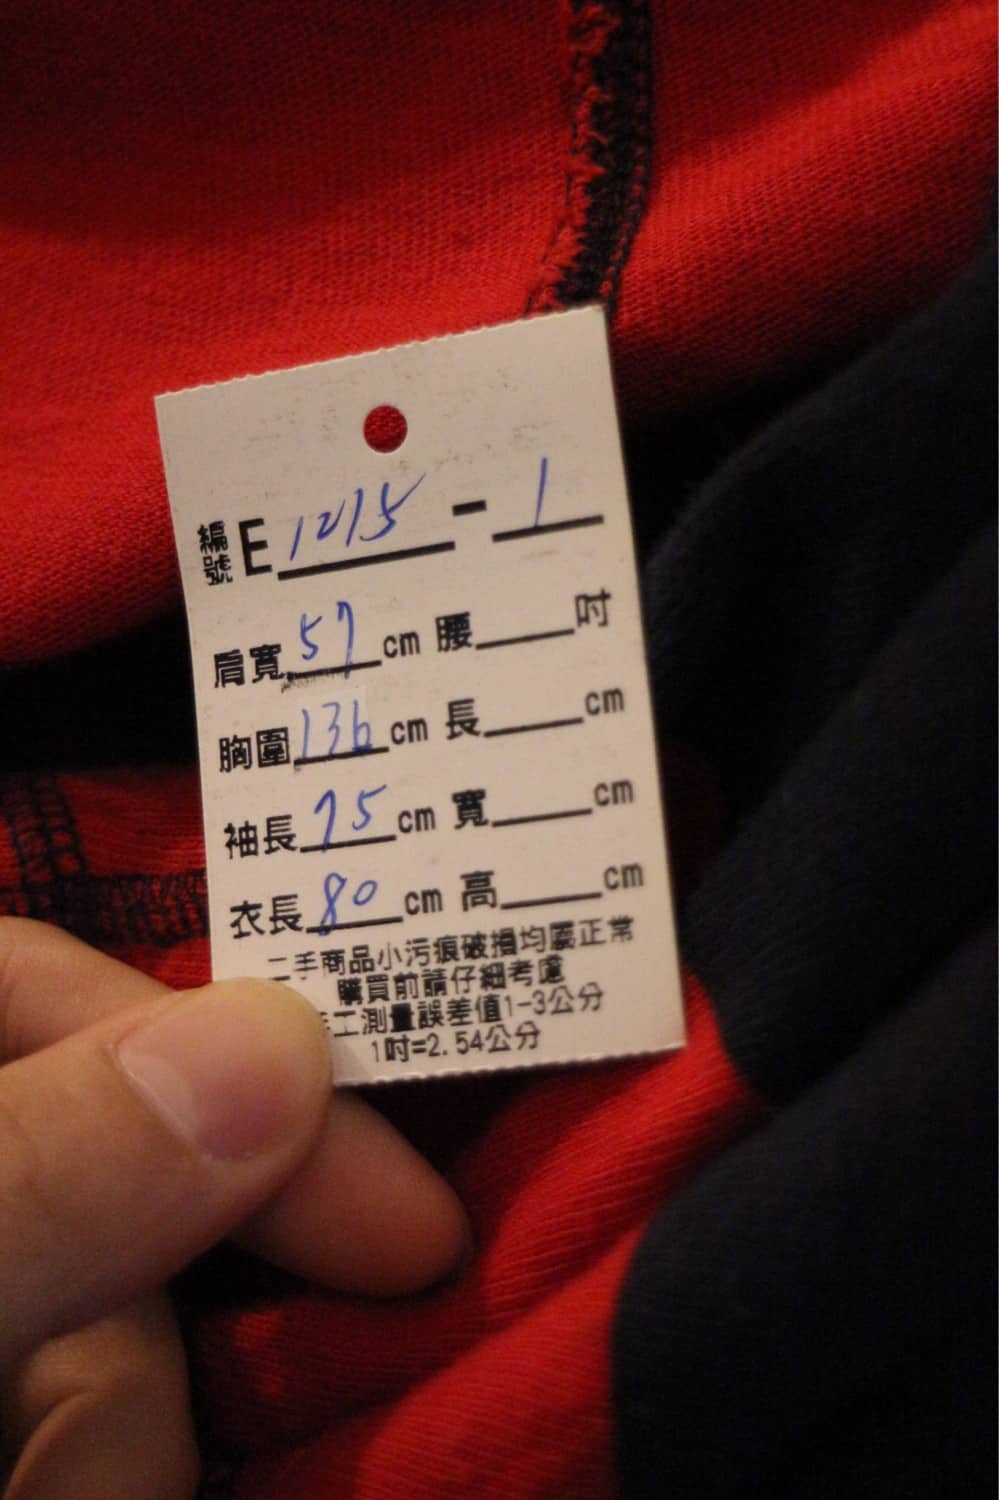 編號E 1215 - 1
肩寬 57 cm 腰 吋
胸圍 136 cm 長 cm
袖長 75 cm 寬 cm
衣長 80 cm 高 cm
二手商品小污痕破損均屬正常
購買前請仔細考慮
工測量誤差值1-3公分
1吋=2.54公分